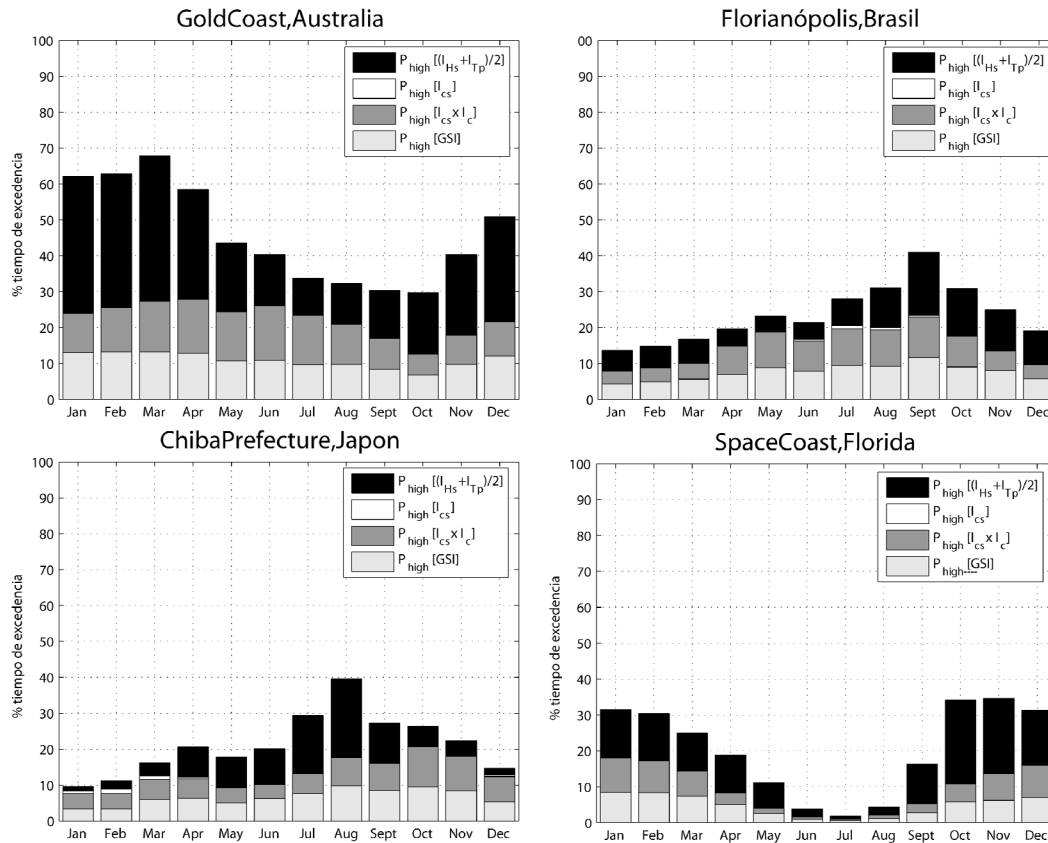 GoldCoast,Australia
% tiempo de excedencia
100
90
80
70
60
50
40
30
20
10
0
P high [(I Hs +I Tp )/2]
P high [I cs ]
P high [I cs x I c ]
P high [GSI]
Jan Feb Mar Apr May Jun Jul Aug Sept Oct Nov Dec
Florianópolis,Brasil
00
90
80
70
60
50
40
30
20
10
0
P high [(I Hs +I Tp )/2]
P high [I cs ]
P high [I cs x I c ]
P high [GSI]
Jan Feb Mar Apr May Jun Jul Aug Sept Oct Nov Dec
ChibaPrefecture,Japon
% tiempo de excedencia
100
90
80
70
60
50
40
30
20
10
0
P high [(I Hs +I Tp )/2]
P high [I cs ]
P high [I cs x I c ]
P high [GSI]
Jan Feb Mar Apr May Jun Jul Aug Sept Oct Nov Dec
SpaceCoast,Florida
% tiempo de excedencia
100
90
80
70
60
50
40
30
20
10
0
P high [(I Hs +I Tp )/2]
P high [I cs ]
P high [I cs x I c ]
P high [GSI]
Jan Feb Mar Apr May Jun Jul Aug Sept Oct Nov Dec